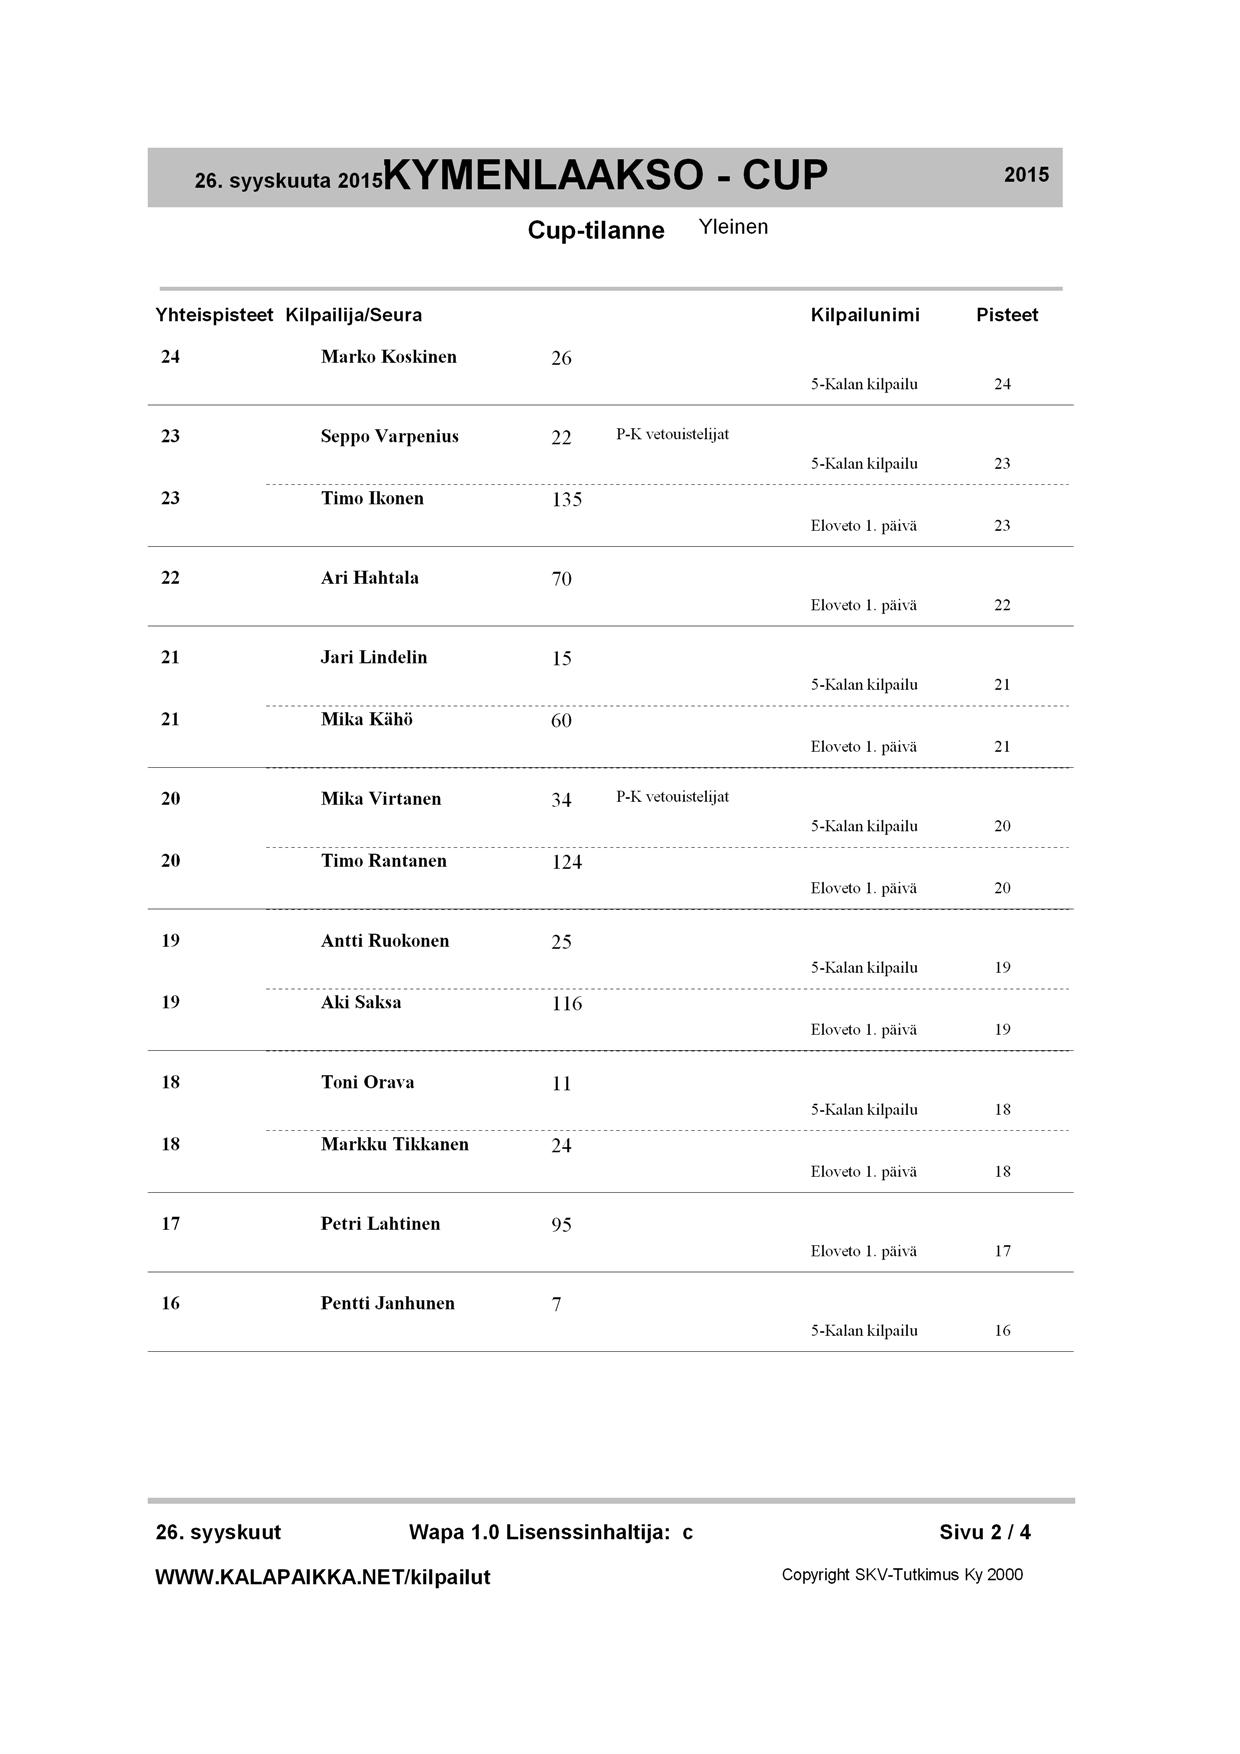 26. syyskuuta 2015 KYMENLAAKSO - CUP 2015
Cup-tilanne Yleinen
Yhteispisteet Kilpailija/Seura Kilpailunimi Pisteet
24 Marko Koskinen 26
5-Kalan kilpailu 24
23 Seppo Varpenius 22 P-K vetouistelijat
5-Kalan kilpailu 23
23 Timo Ikonen 135
Eloveto 1. päivä 23
22 Ari Hahtala 70
Eloveto 1. päivä 22
21 Jari Lindelin 15
5-Kalan kilpailu 21
21 Mika Kähö 60
Eloveto 1. päivä 21
20 Mika Virtanen 34 P-K vetouistelijat
5-Kalan kilpailu 20
20 Timo Rantanen 124
Eloveto 1. päivä 20
19 Antti Ruokonen 25
5-Kalan kilpailu 19
19 Aki Saksa 116
Eloveto 1. päivä 19
18 Toni Orava 11
5-Kalan kilpailu 18
18 Markku Tikkanen 24
Eloveto 1. päivä 18
17 Petri Lahtinen 95
Eloveto 1. päivä 17
16 Pentti Janhunen 7
5-Kalan kilpailu 16
26. syyskuut Wapa 1.0 Lisenssinhaltija: c Sivu 2 / 4
WWW.KALAPAIKKA.NET/kilpailut Copyright SKV-Tutkimus Ky 2000